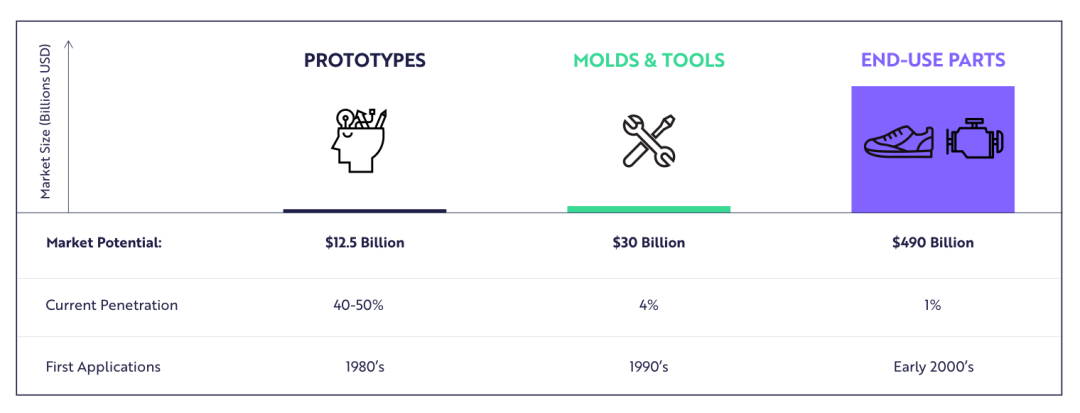 Market Size (Billions USD)
PROTOTYPES
MOLDS & TOOLS
END-USE PARTS
Market Potential:
$12.5 Billion
$30 Billion
$490 Billion
Current Penetration
40-50%
4%
1%
First Applications
1980's
1990's
Early 2000's